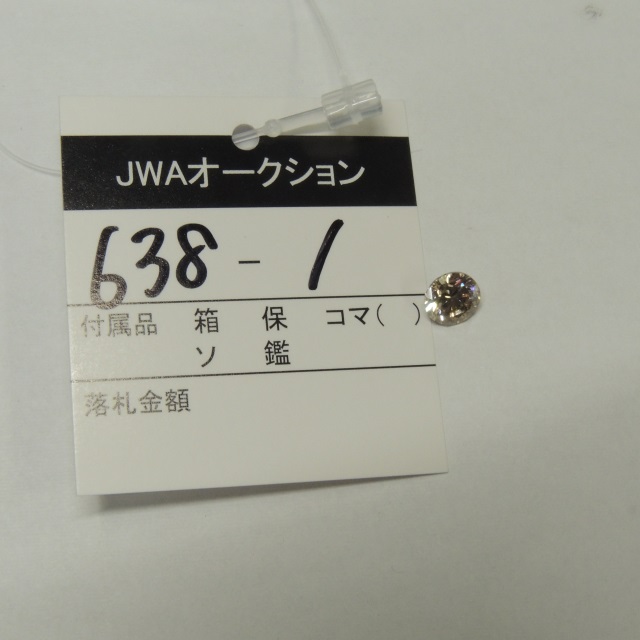 JWAオークション
638 - 1
付属品 箱 保 コマ( )
ソ 鑑
落札金額